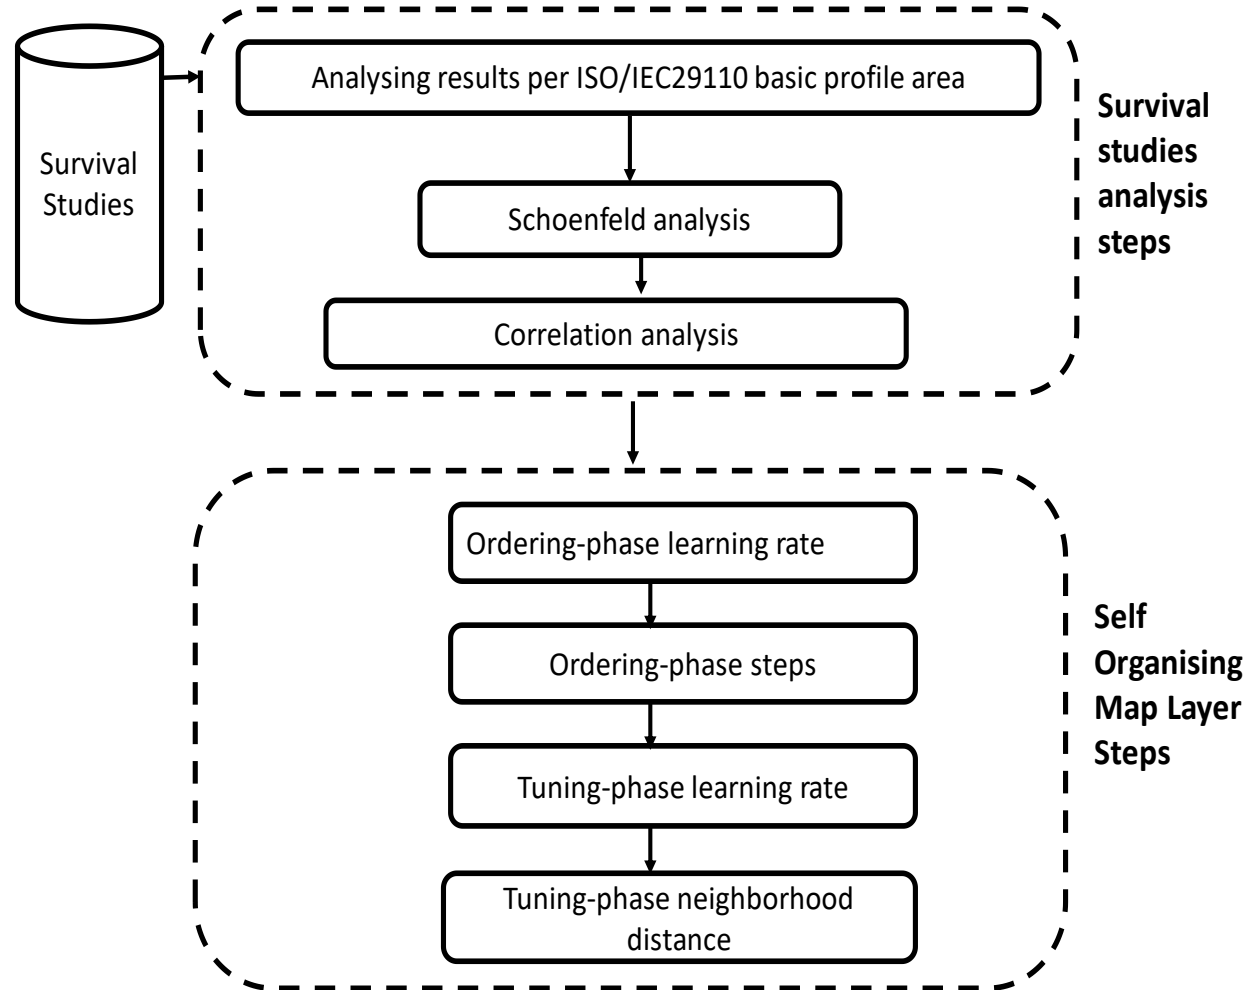 Survival
Studies
Analysing results per ISO/IEC29110 basic profile area
Schoenfeld analysis
Correlation analysis
Survival
studies
analysis
steps
Ordering-phase learning rate
Ordering-phase steps
Tuning-phase learning rate
Tuning-phase neighborhood
distance
Self
Organising
Map Layer
Steps